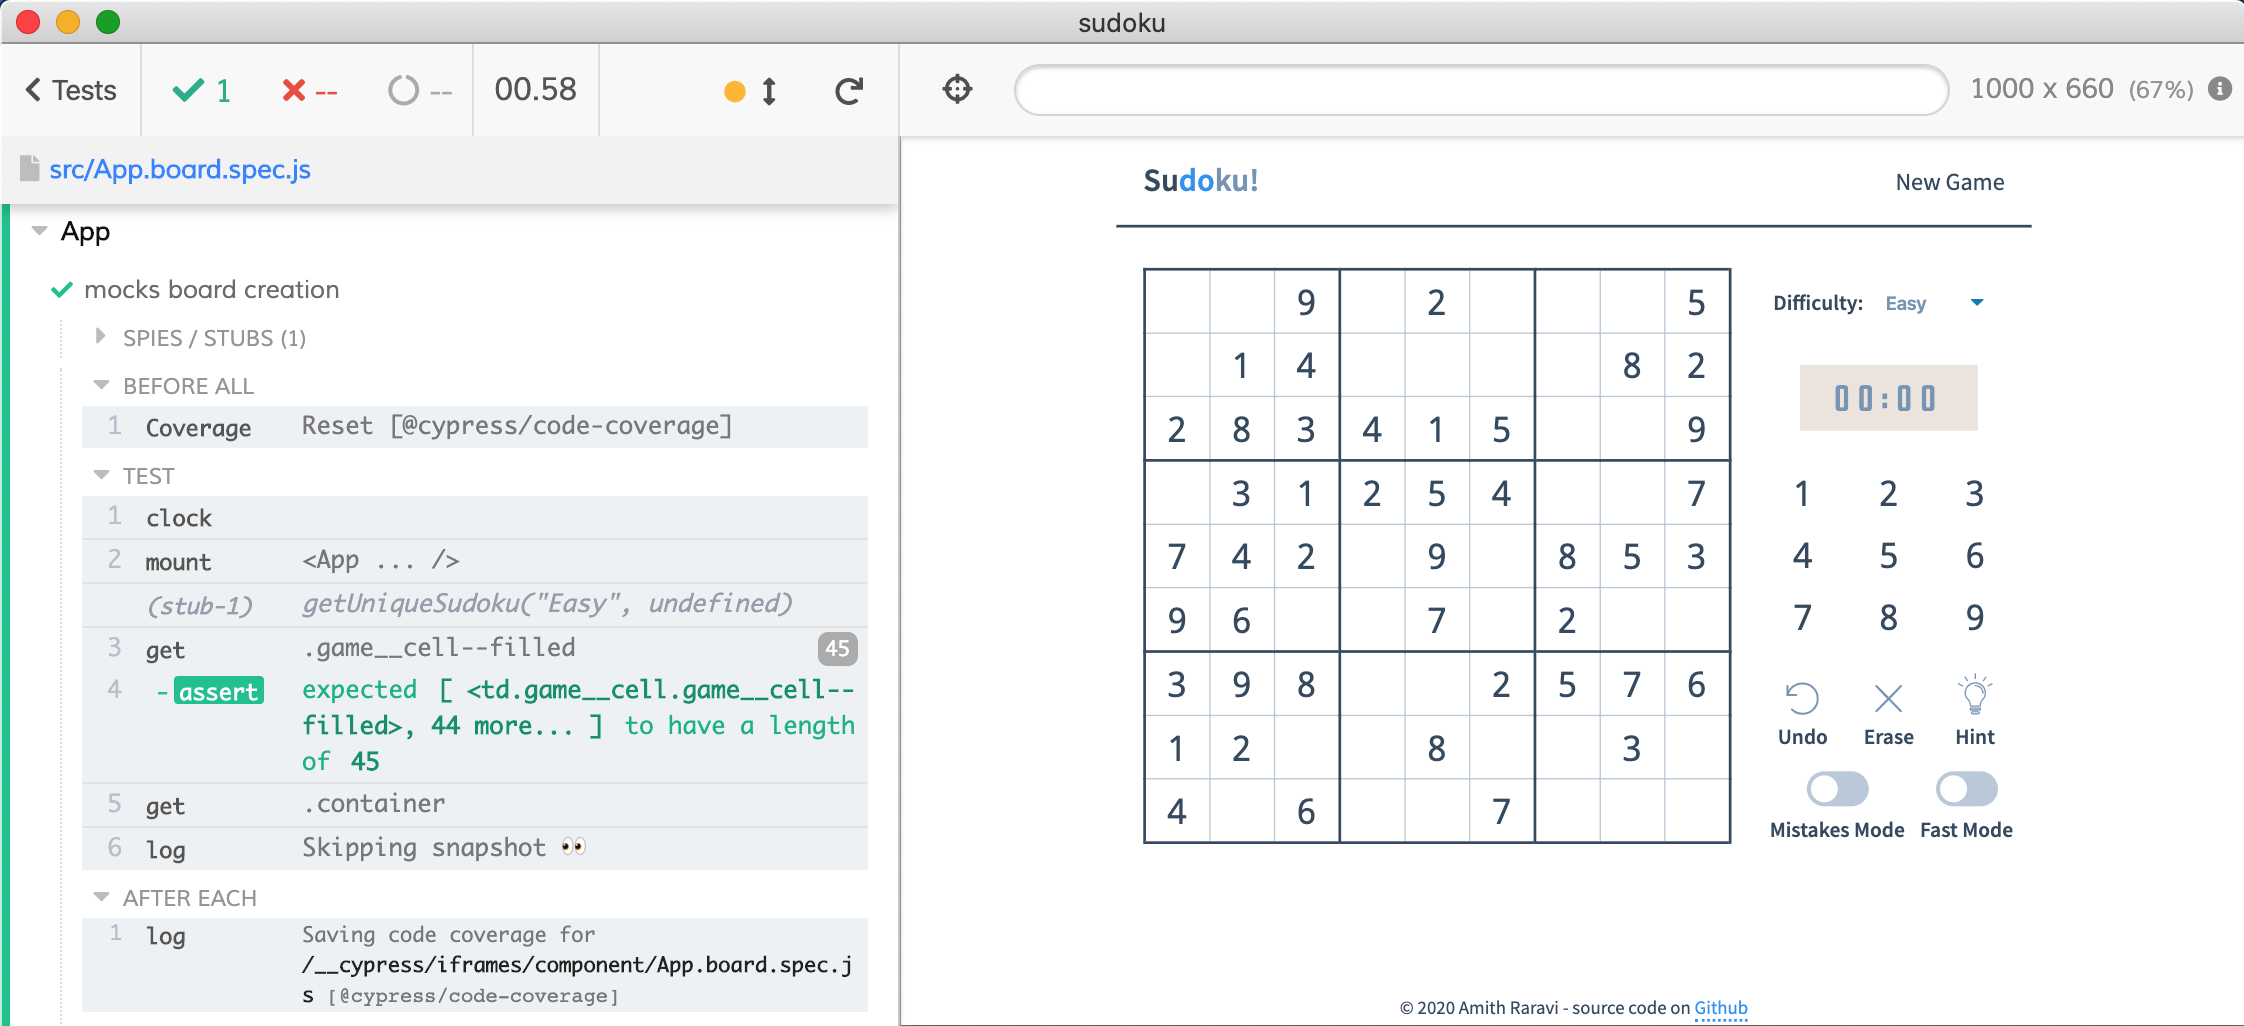 sudoku
Tests
1
--
--
00.58
1000 x 660 (67%)
src/App.board.spec.js
App
mocks board creation
SPIES / STUBS (1)
BEFORE ALL
1 Coverage Reset [@cypress/code-coverage]
TEST
1 clock
2 mount <App ... />
(stub-1) getUniqueSudoku("Easy", undefined)
3 get .game__cell--filled 45
4 -assert expected [ <td.game__cell.game__cell--
filled>, 44 more... ] to have a length
of 45
5 get .container
6 log Skipping snapshot 👀
AFTER EACH
1 log Saving code coverage for
/__cypress/iframes/component/App.board.spec.j
s [@cypress/code-coverage]
Sudoku!
New Game
9 2 5
1 4 8 2
2 8 3 4 1 5 9
3 1 2 5 4 7
7 4 2 9 8 5 3
9 6 7 2
3 9 8 2 5 7 6
1 2 8 3
4 6 7
Difficulty: Easy
00:00
1 2 3
4 5 6
7 8 9
Undo Erase Hint
Mistakes Mode Fast Mode
© 2020 Amith Raravi - source code on Github